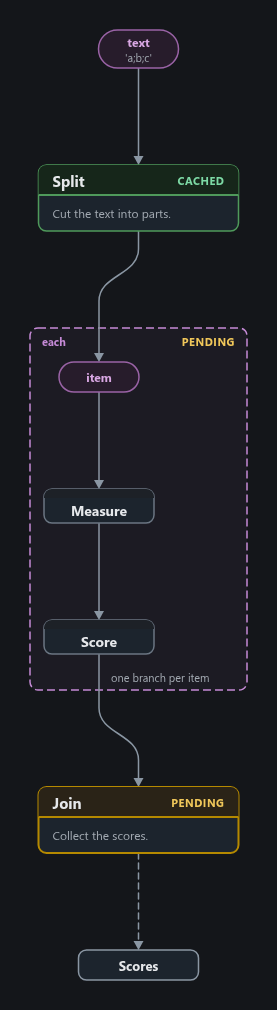 text
'a;b;c'
Split CACHED
Cut the text into parts.
each PENDING
item
Measure
Score
one branch per item
Join PENDING
Collect the scores.
Scores